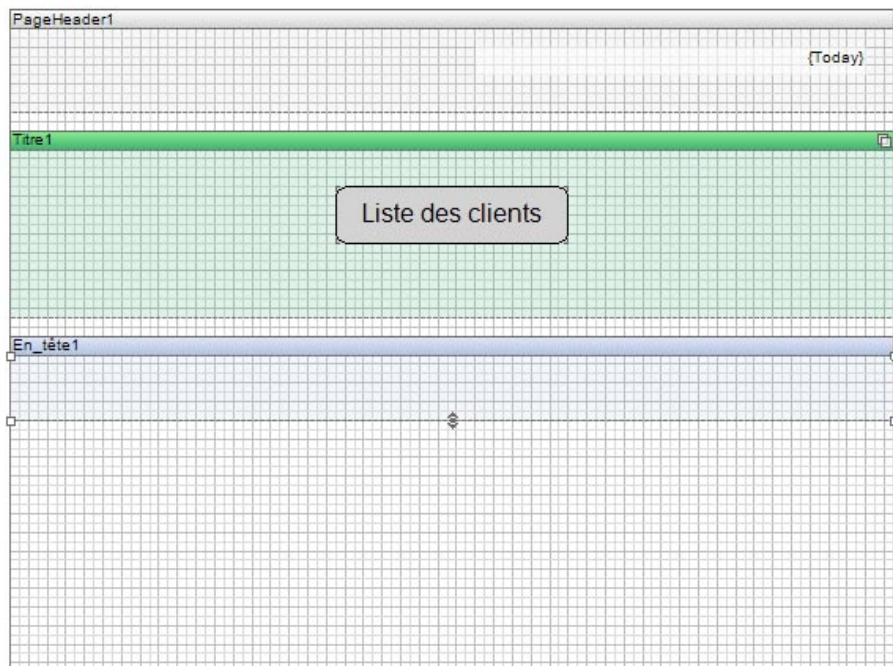 PageHeader1
{Today}
Titre1
Liste des clients
En_tête1